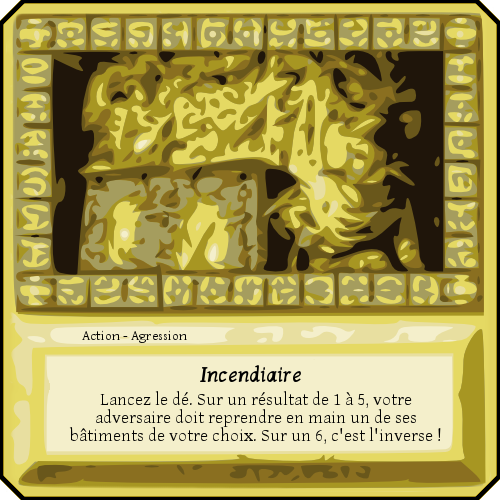 Action - Agression
Incendiaire
Lancez le dé. Sur un résultat de 1 à 5, votre
adversaire doit reprendre en main un de ses
bâtiments de votre choix. Sur un 6, c'est l'inverse !